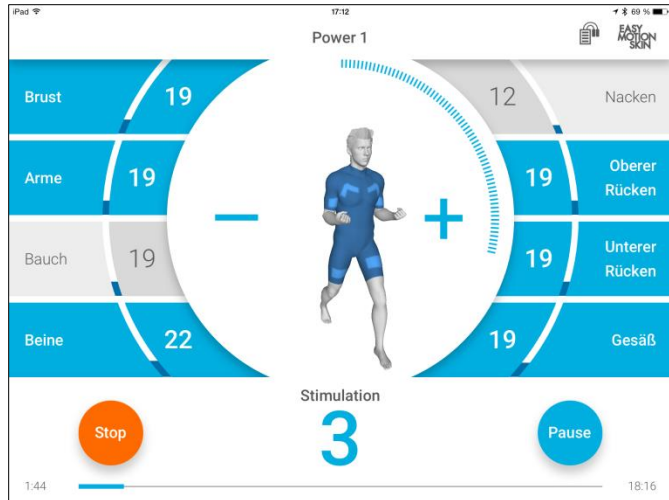 iPad 17:12 69 %
Power 1
EASY
MOTION
SKIN
Brust 19
12 Nacken
Arme 19
19 Oberer
Rücken
Bauch 19
19 Unterer
Rücken
Beine 22
19 Gesäß
Stimulation
3
Stop
Pause
1:44 18:16